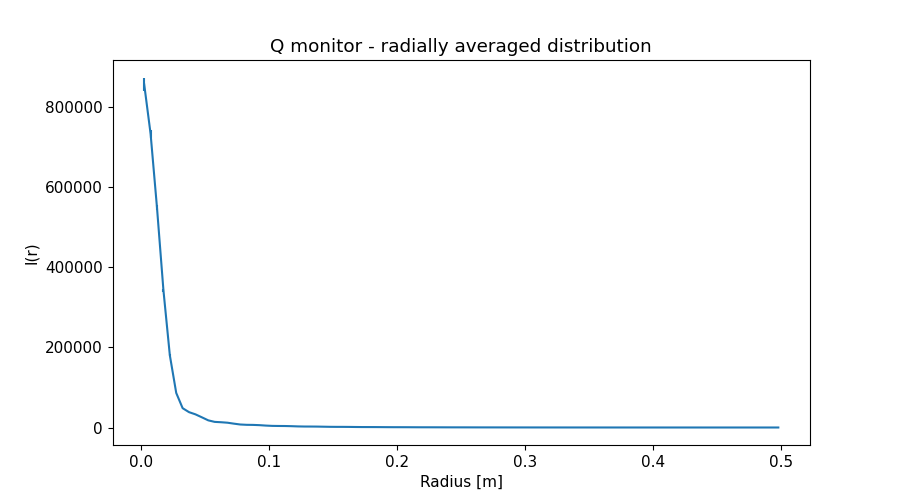 Q monitor - radially averaged distribution
800000
600000
400000
200000
0
I(r)
0.0 0.1 0.2 0.3 0.4 0.5
Radius [m]